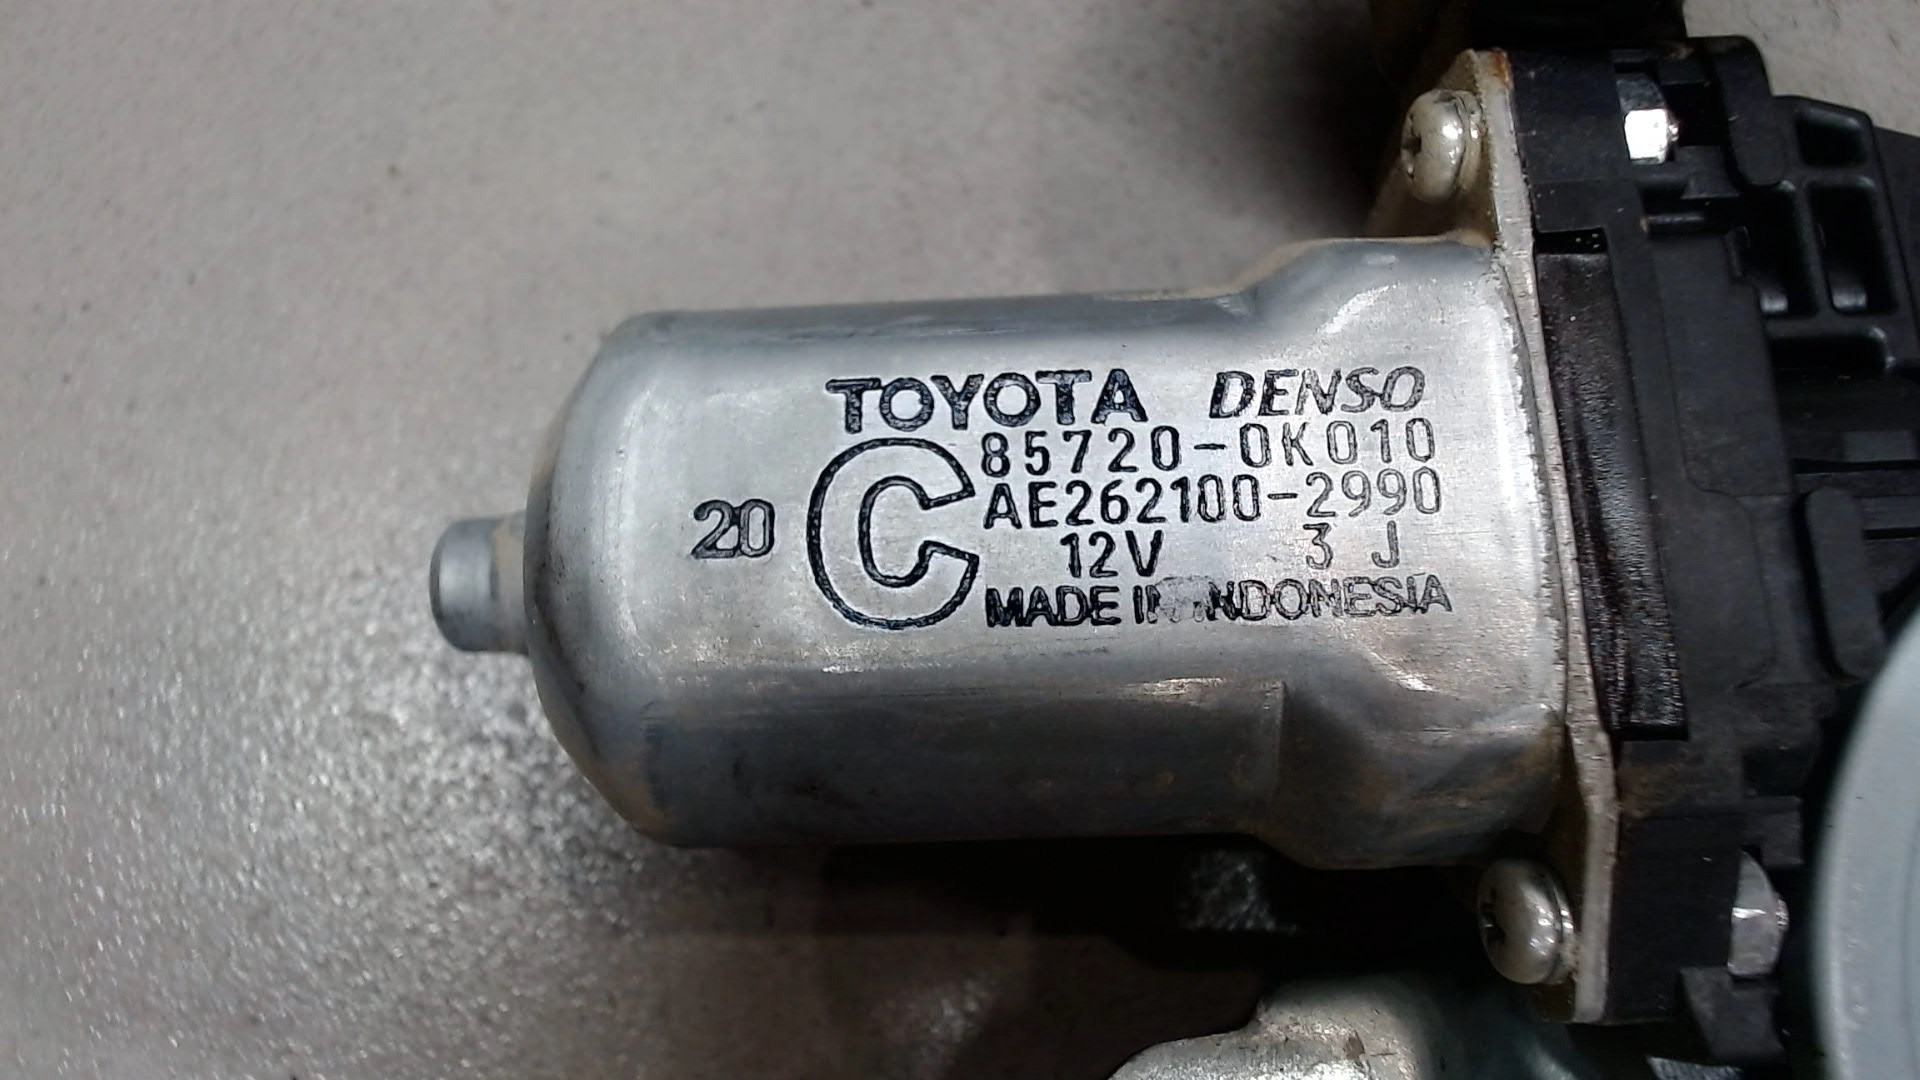 TOYOTA DENSO
85720-0K010
AE262100-2990
20 C
12V 3 J
MADE IN INDONESIA